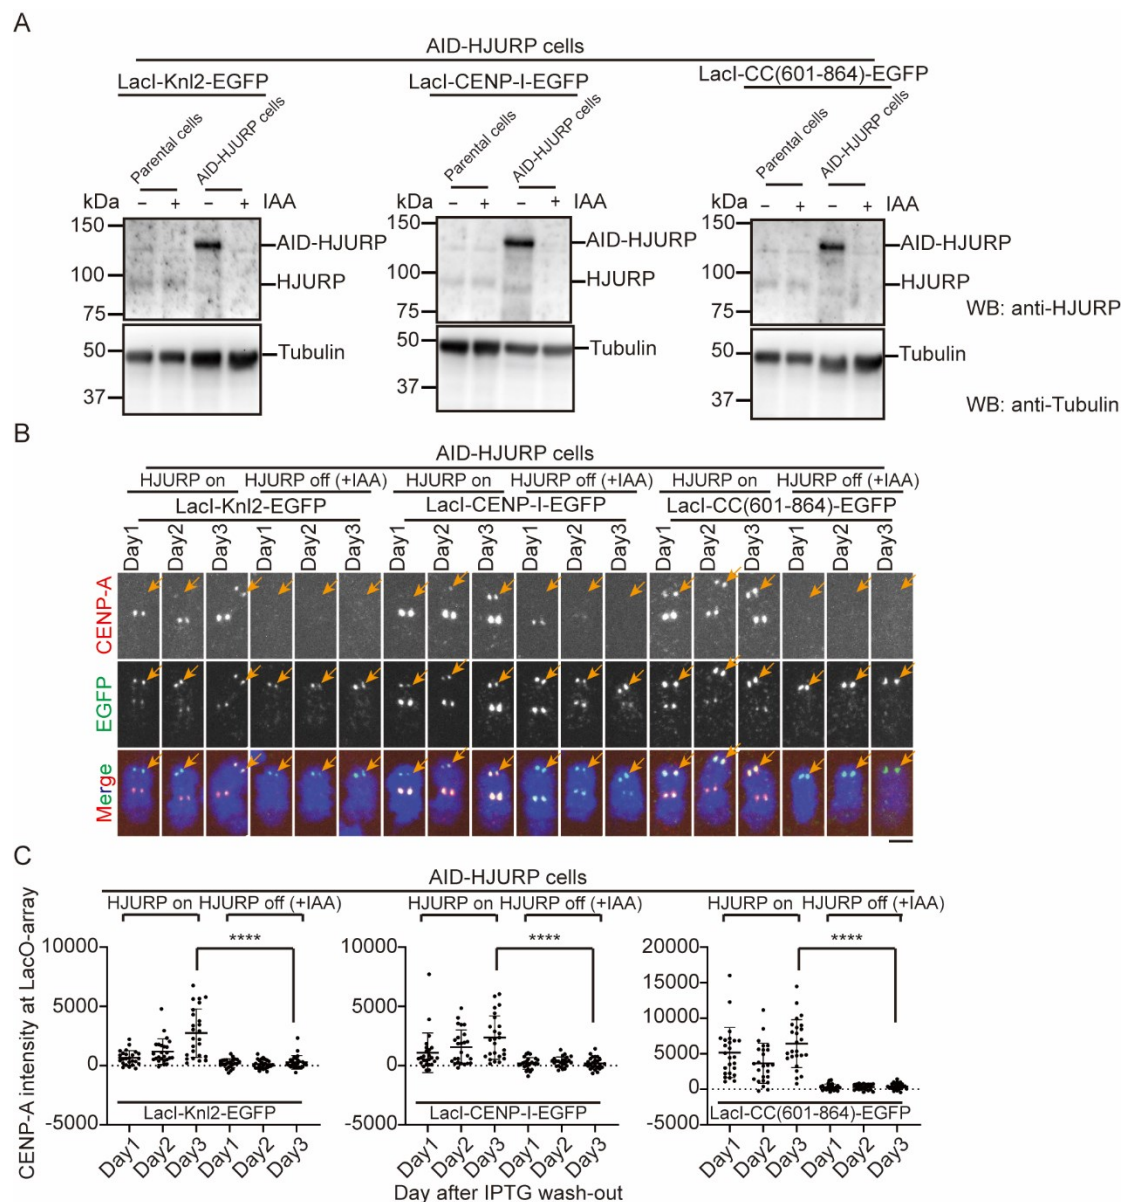 A
AID-HJURP cells
LacI-Knl2-EGFP LacI-CENP-I-EGFP LacI-CC(601-864)-EGFP
Parental cells AID-HJURP cells Parental cells AID-HJURP cells Parental cells AID-HJURP cells
kDa − + − + IAA kDa − + − + IAA kDa − + − + IAA
150 AID-HJURP 150 AID-HJURP 150 AID-HJURP
100 HJURP 100 HJURP 100 HJURP
75 75 75 WB: anti-HJURP
50 Tubulin 50 Tubulin 50 Tubulin
37 37 37 WB: anti-Tubulin
B
AID-HJURP cells
HJURP on HJURP off (+IAA) HJURP on HJURP off (+IAA) HJURP on HJURP off (+IAA)
LacI-Knl2-EGFP LacI-CENP-I-EGFP LacI-CC(601-864)-EGFP
Day1 Day2 Day3 Day1 Day2 Day3 Day1 Day2 Day3 Day1 Day2 Day3 Day1 Day2 Day3 Day1 Day2 Day3
CENP-A
EGFP
Merge
C
AID-HJURP cells
HJURP on HJURP off (+IAA) HJURP on HJURP off (+IAA) HJURP on HJURP off (+IAA)
CENP-A intensity at LacO-array
**** **** ****
10000 10000 20000
15000
5000 5000 10000
5000
0 0 0
-5000 -5000 -5000
LacI-Knl2-EGFP LacI-CENP-I-EGFP LacI-CC(601-864)-EGFP
Day1 Day2 Day3 Day1 Day2 Day3 Day1 Day2 Day3 Day1 Day2 Day3 Day1 Day2 Day3 Day1 Day2 Day3
Day after IPTG wash-out